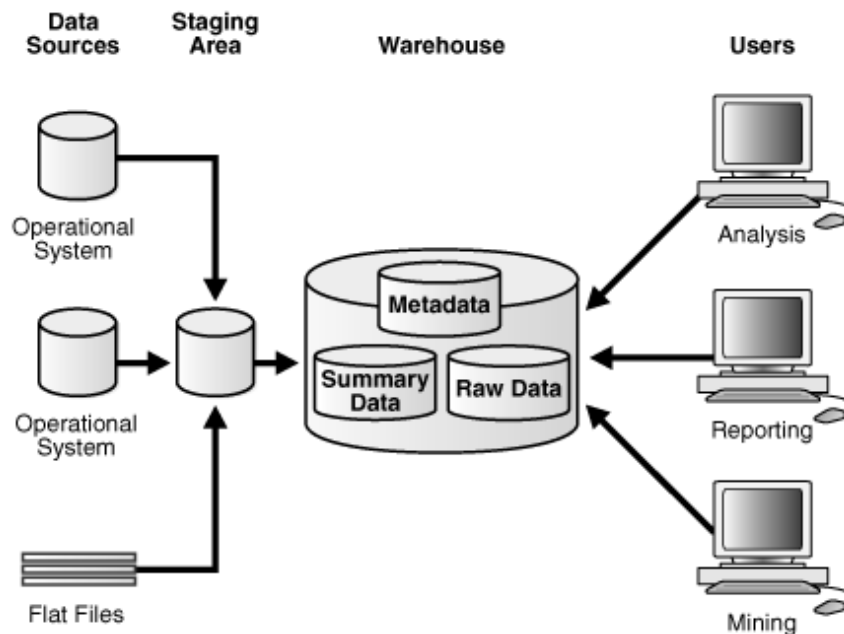 Data
Sources
Staging
Area
Warehouse
Users
Operational
System
Analysis
Metadata
Summary
Data
Raw Data
Operational
System
Reporting
Flat Files
Mining